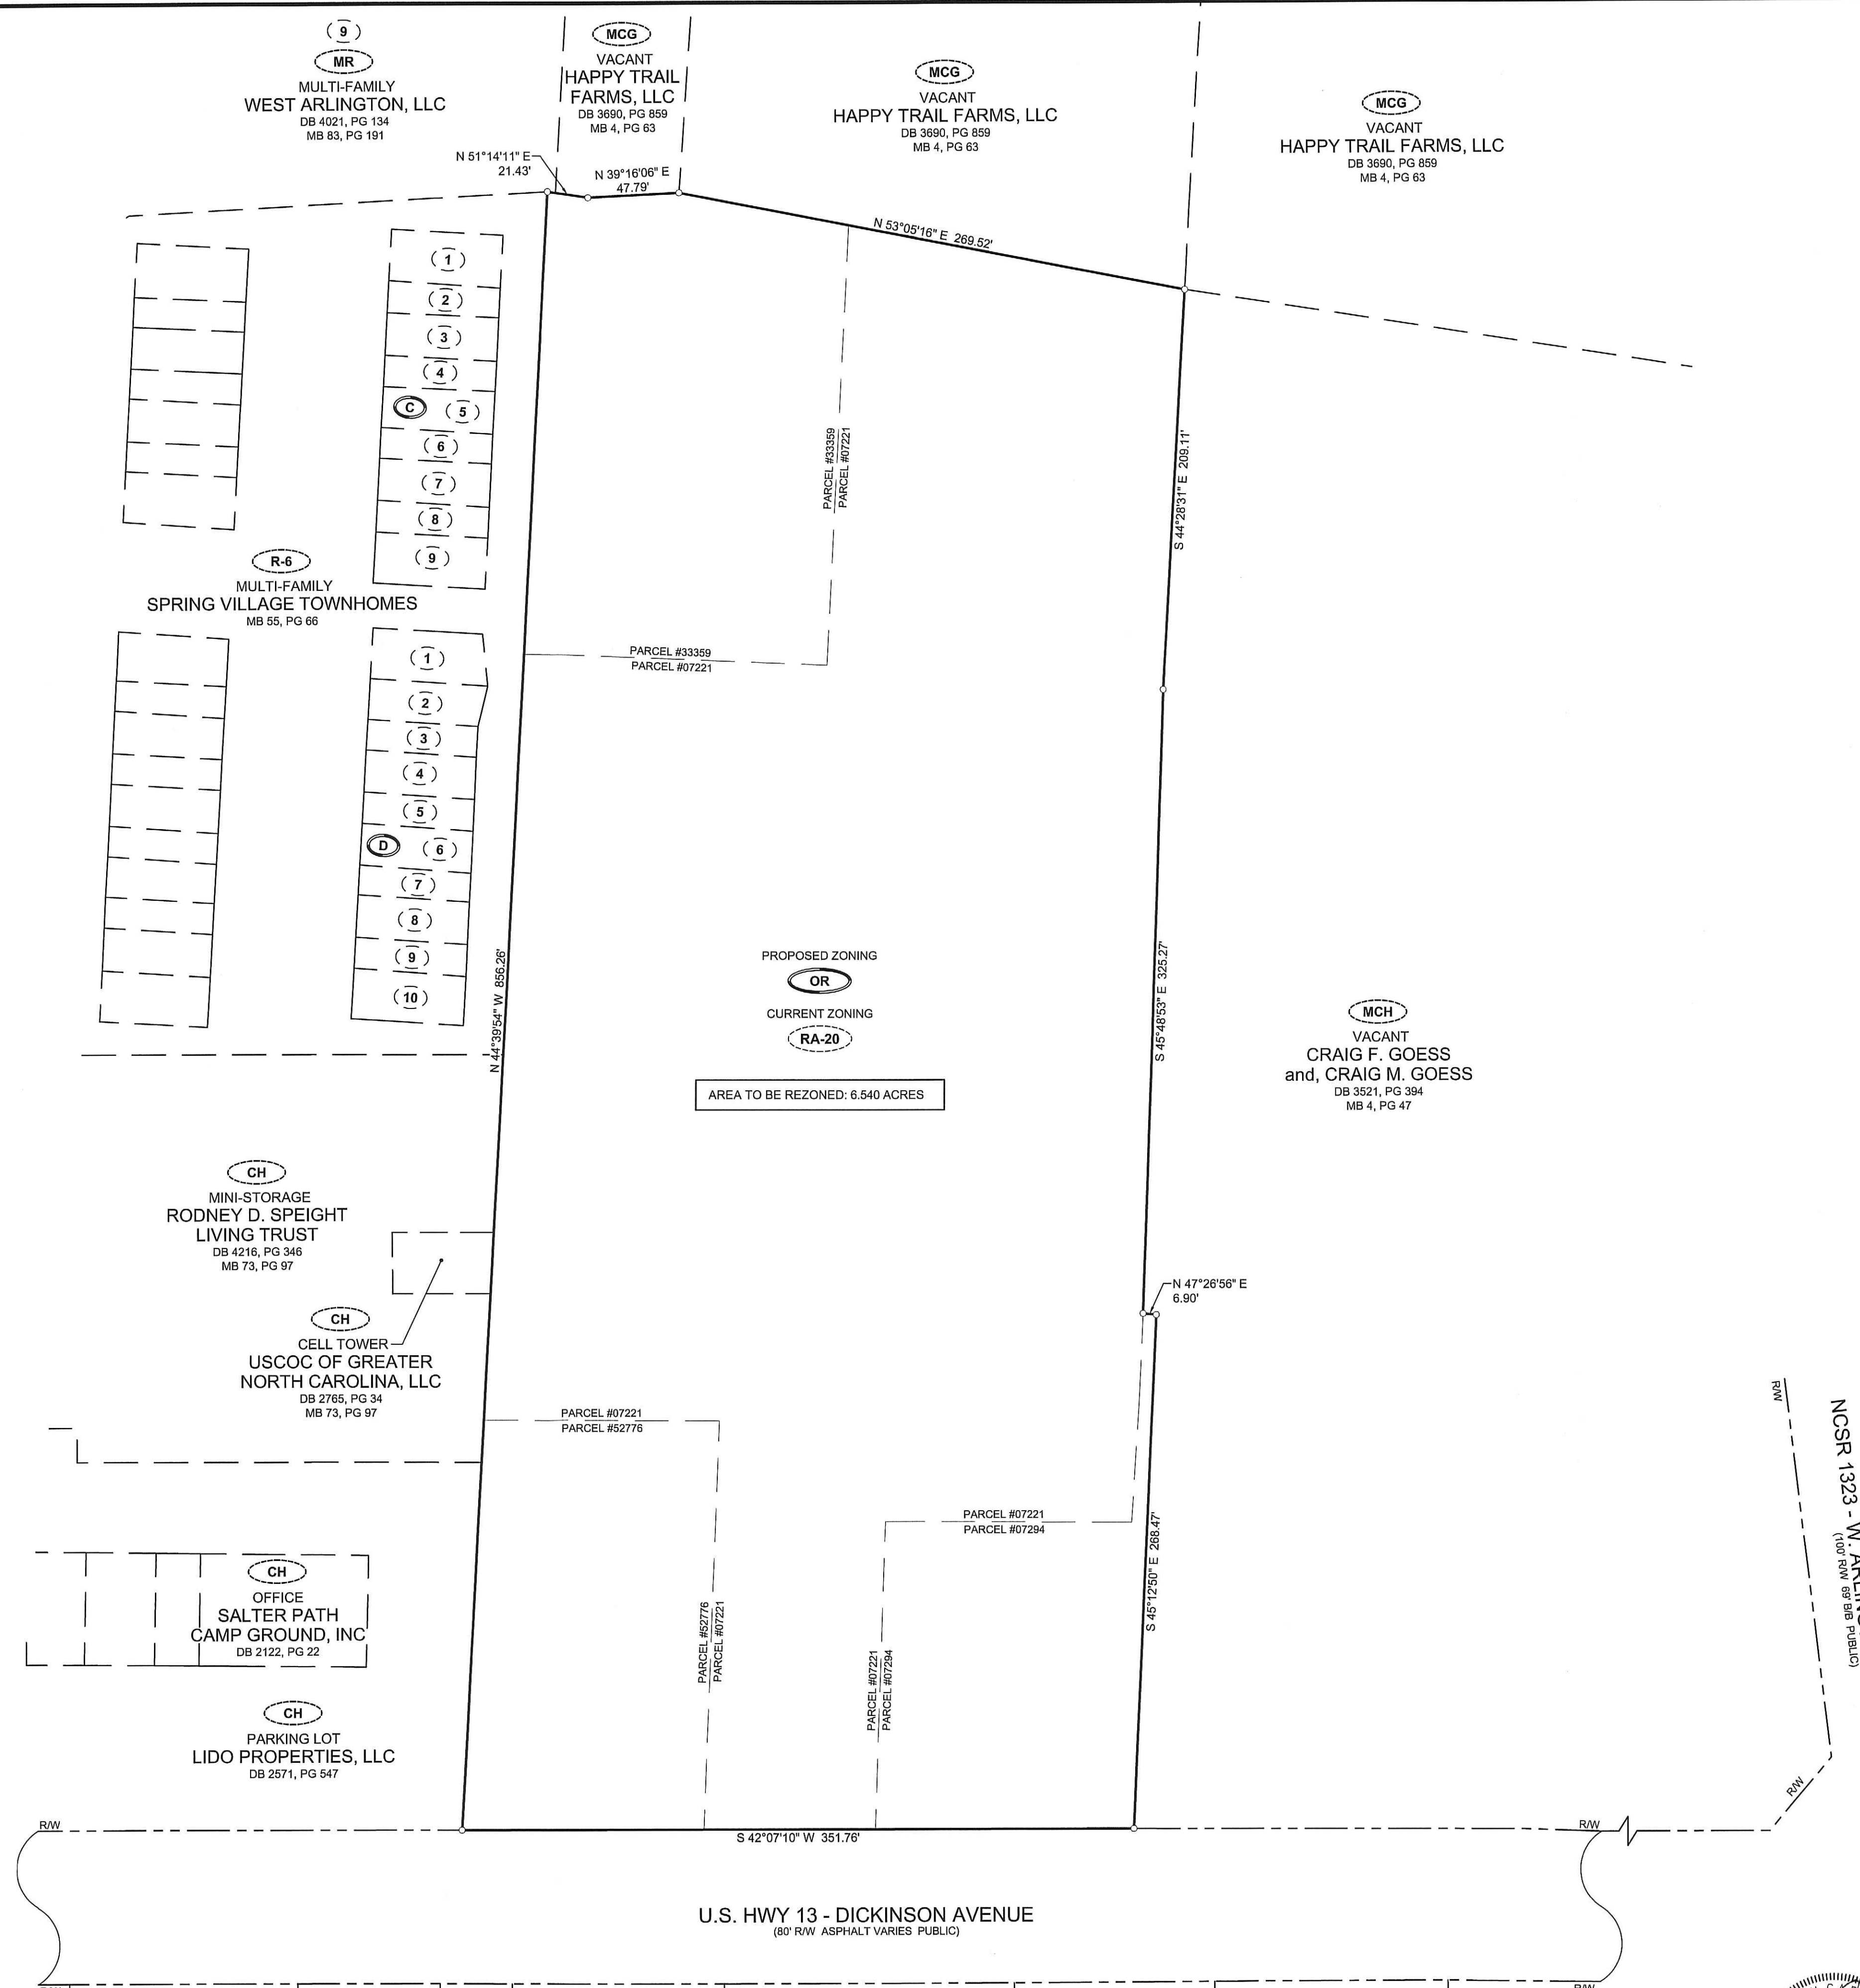 9
MR
MULTI-FAMILY
WEST ARLINGTON, LLC
DB 4021, PG 134
MB 83, PG 191
MCG
VACANT
HAPPY TRAIL
FARMS, LLC
DB 3690, PG 859
MB 4, PG 63
MCG
VACANT
HAPPY TRAIL FARMS, LLC
DB 3690, PG 859
MB 4, PG 63
MCG
VACANT
HAPPY TRAIL FARMS, LLC
DB 3690, PG 859
MB 4, PG 63
N 51°14'11" E
21.43'
N 39°16'06" E
47.79'
N 53°05'16" E 269.52'
1
2
3
4
C 5
6
7
8
9
PARCEL #33359
PARCEL #07221
S 44°28'31" E 209.11'
R-6
MULTI-FAMILY
SPRING VILLAGE TOWNHOMES
MB 55, PG 66
PARCEL #33359
PARCEL #07221
1
2
3
4
5
D 6
7
8
9
10
N 44°39'54" W 856.26'
PROPOSED ZONING
OR
CURRENT ZONING
RA-20
AREA TO BE REZONED: 6.540 ACRES
S 45°48'53" E 325.27'
MCH
VACANT
CRAIG F. GOESS
and, CRAIG M. GOESS
DB 3521, PG 394
MB 4, PG 47
CH
MINI-STORAGE
RODNEY D. SPEIGHT
LIVING TRUST
DB 4216, PG 346
MB 73, PG 97
CH
CELL TOWER
USCOC OF GREATER
NORTH CAROLINA, LLC
DB 2765, PG 34
MB 73, PG 97
N 47°26'56" E
6.90'
PARCEL #07221
PARCEL #52776
PARCEL #07221
PARCEL #07294
PARCEL #52776
PARCEL #07221
PARCEL #07221
PARCEL #07294
S 45°12'50" E 268.47'
R/W
NCSR 1323 - W.
(100' R/W 69' B/B PUBLIC)
R/W
CH
OFFICE
SALTER PATH
CAMP GROUND, INC
DB 2122, PG 22
CH
PARKING LOT
LIDO PROPERTIES, LLC
DB 2571, PG 547
R/W
S 42°07'10" W 351.76'
R/W
U.S. HWY 13 - DICKINSON AVENUE
(80' R/W ASPHALT VARIES PUBLIC)